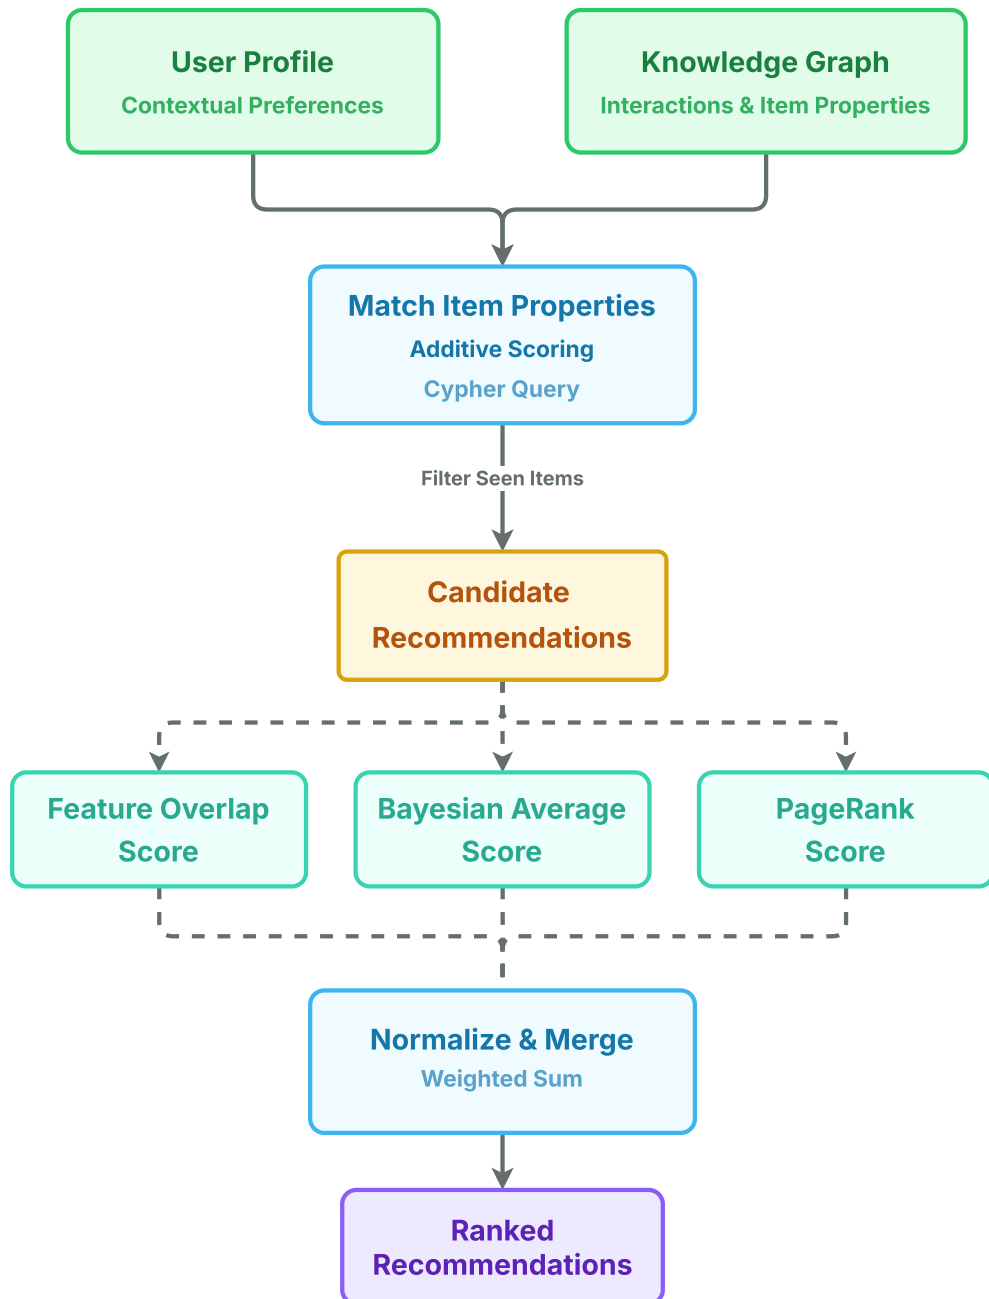 User Profile
Contextual Preferences
Knowledge Graph
Interactions & Item Properties
Match Item Properties
Additive Scoring
Cypher Query
Filter Seen Items
Candidate
Recommendations
Feature Overlap
Score
Bayesian Average
Score
PageRank
Score
Normalize & Merge
Weighted Sum
Ranked
Recommendations